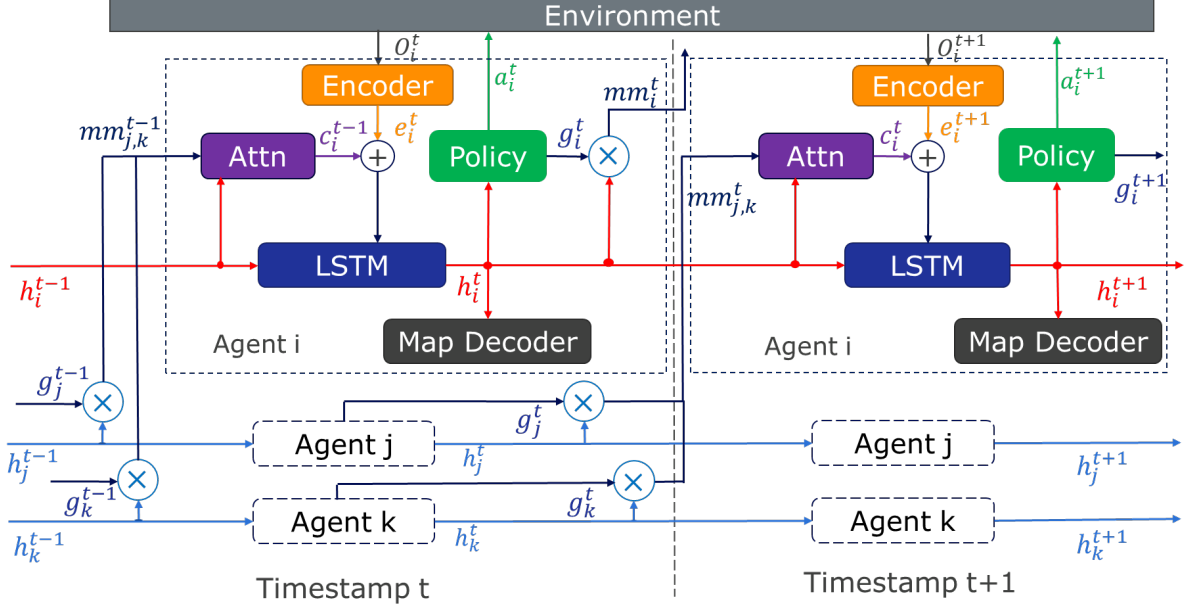 Environment
O_i^t
O_i^{t+1}
Encoder
a_i^t
mm_i^t
Encoder
a_i^{t+1}
mm_{j,k}^{t-1}
c_i^{t-1}
e_i^t
g_i^t
c_i^t
e_i^{t+1}
Attn
+
Policy
×
Attn
+
Policy
mm_{j,k}^t
g_i^{t+1}
LSTM
LSTM
h_i^{t-1}
h_i^t
h_i^{t+1}
Agent i
Map Decoder
Agent i
Map Decoder
g_j^{t-1}
×
×
g_j^t
Agent j
Agent j
h_j^{t-1}
h_j^t
h_j^{t+1}
×
×
g_k^{t-1}
g_k^t
Agent k
Agent k
h_k^{t-1}
h_k^t
h_k^{t+1}
Timestamp t
Timestamp t+1